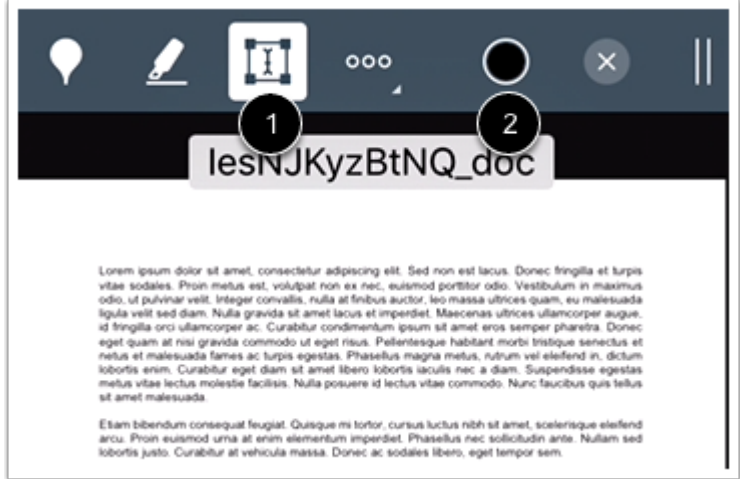 1
2
IesNJKyzBtNQ_doc
Lorem ipsum dolor sit amet, consectetur adipiscing elit. Sed non est lacus. Donec fringilla et turpis
vitae sodales. Proin metus est, volutpat non ex nec, euismod porttitor odio. Vestibulum in maximus
odio, ut pulvinar velit. Integer convallis, nulla at finibus auctor, leo massa ultrices quam, eu malesuada
ligula velit sed diam. Nulla gravida sit amet lacus et imperdiet. Maecenas ultrices ullamcorper augue,
id fringilla orci ullamcorper ac. Curabitur condimentum ipsum sit amet eros semper pharetra. Donec
eget quam at nisi gravida commodo ut eget risus. Pellentesque habitant morbi tristique senectus et
netus et malesuada fames ac turpis egestas. Phasellus magna metus, rutrum vel eleifend in, dictum
lobortis enim. Curabitur eget diam sit amet libero lobortis iaculis nec a diam. Suspendisse egestas
metus vitae lectus molestie facilisis. Nulla posuere id lectus vitae commodo. Nunc faucibus quis tellus
sit amet malesuada.
Etiam bibendum consequat feugiat. Quisque mi tortor, cursus luctus nibh sit amet, scelerisque eleifend
arcu. Proin euismod urna at enim elementum imperdiet. Phasellus nec sollicitudin ante. Nullam sed
lobortis justo. Curabitur at vehicula massa. Donec ac sodales libero, eget tempor sem.